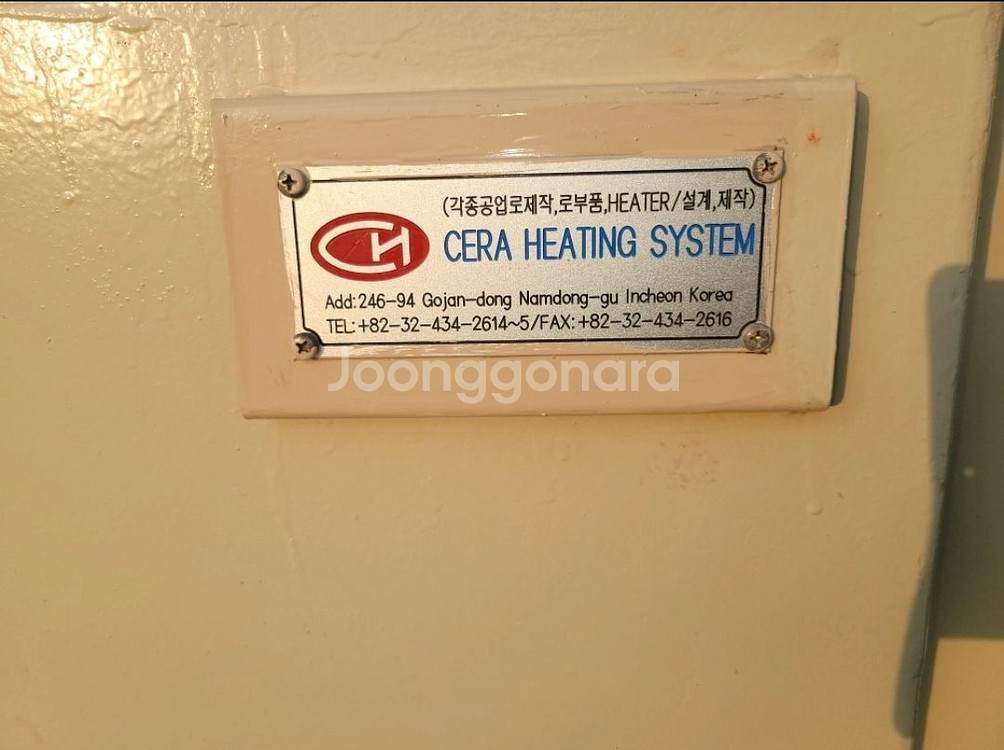 (각종공업로제작,로부품,HEATER/설계,제작)
CH CERA HEATING SYSTEM
Add:246-94 Gojan-dong Namdong-gu Incheon Korea
TEL:+82-32-434-2614~5/FAX:+82-32-434-2616
Joonggonara